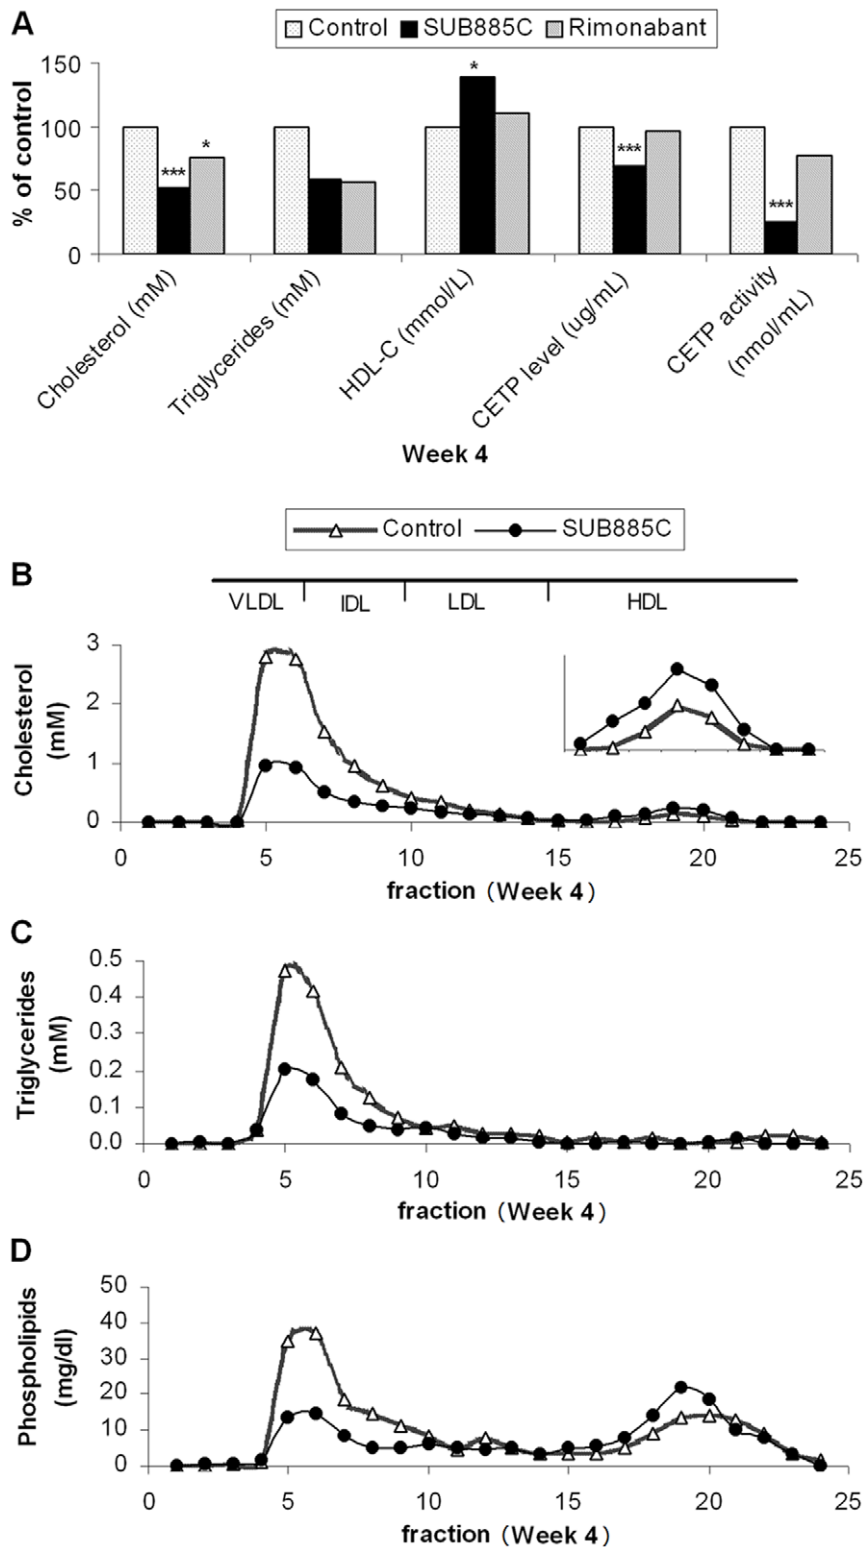 A
Control SUB885C Rimonabant
% of control
150
100
50
0
*** * * *** ***
Cholesterol (mM)
Triglycerides (mM)
HDL-C (mmol/L)
CETP level (ug/mL)
CETP activity
(nmol/mL)
Week 4
Control SUB885C
B
VLDL IDL LDL HDL
Cholesterol
(mM)
3
2
1
0
0 5 10 15 20 25
fraction (Week 4)
C
Triglycerides
(mM)
0.5
0.4
0.3
0.2
0.1
0.0
0 5 10 15 20 25
fraction (Week 4)
D
Phospholipids
(mg/dl)
50
40
30
20
10
0
0 5 10 15 20 25
fraction (Week 4)